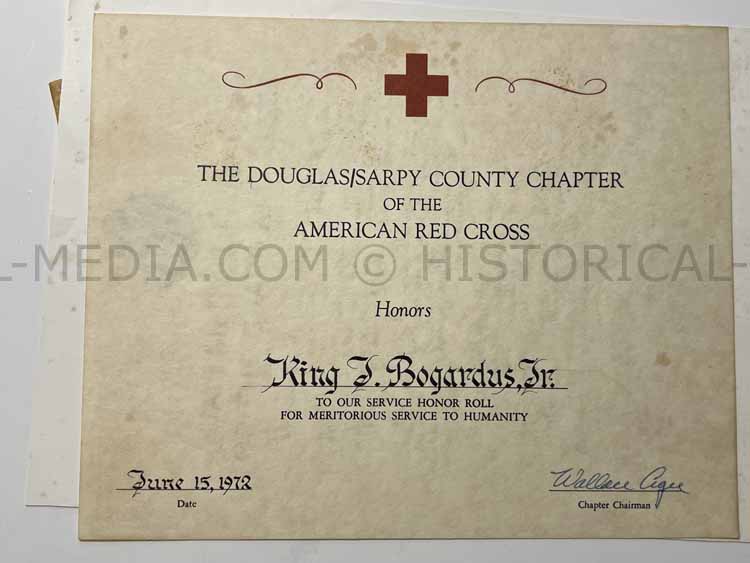 THE DOUGLAS/SARPY COUNTY CHAPTER
OF THE
AMERICAN RED CROSS
L-MEDIA.COM © HISTORICAL-
Honors
King J. Bogardus, Jr.
TO OUR SERVICE HONOR ROLL
FOR MERITORIOUS SERVICE TO HUMANITY
June 15, 1972
Date
Wallace
Chapter Chairman